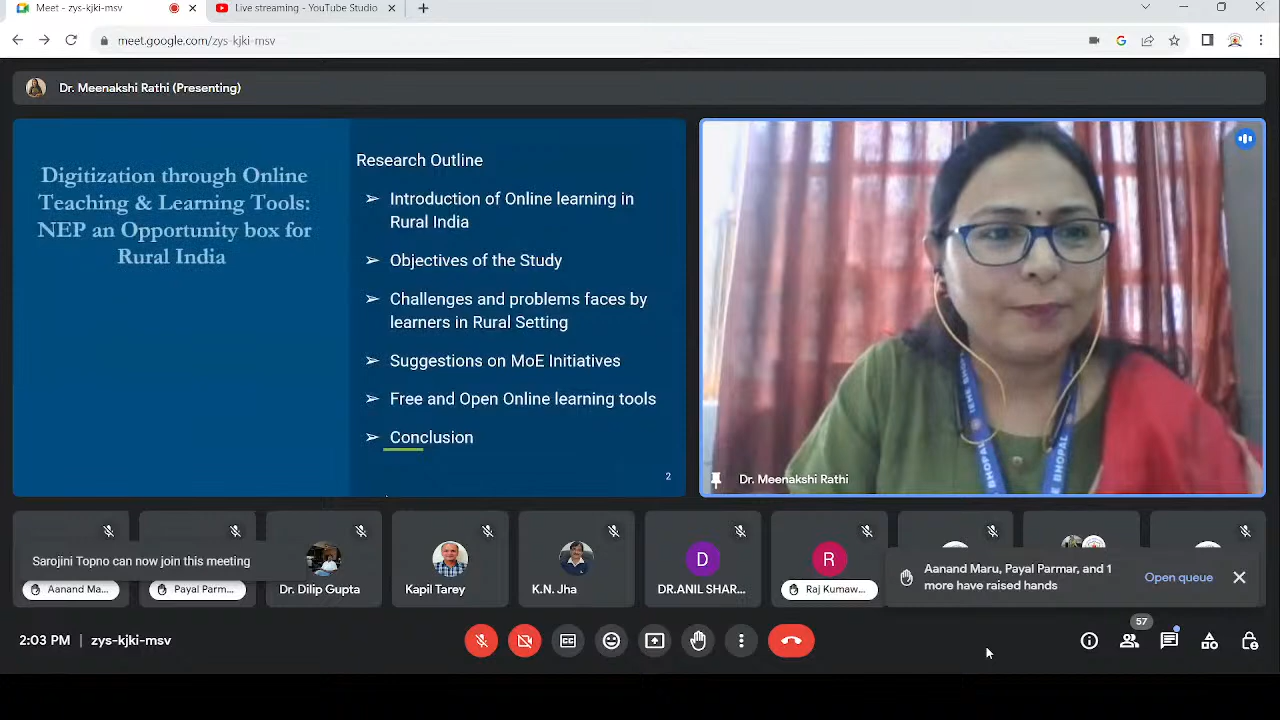 Meet - zys-kjki-msv
Live streaming - YouTube Studio
meet.google.com/zys-kjki-msv
Dr. Meenakshi Rathi (Presenting)
Digitization through Online
Teaching & Learning Tools:
NEP an Opportunity box for
Rural India
Research Outline
➢ Introduction of Online learning in
Rural India
➢ Objectives of the Study
➢ Challenges and problems faces by
learners in Rural Setting
➢ Suggestions on MoE Initiatives
➢ Free and Open Online learning tools
➢ Conclusion
2
BHOPAL
BHOPAL
Dr. Meenakshi Rathi
Sarojini Topno can now join this meeting
Aanand Ma...
Payal Parm...
Dr. Dilip Gupta
Kapil Tarey
K.N. Jha
D
DR.ANIL SHAR...
R
Raj Kumaw...
Aanand Maru, Payal Parmar, and 1
more have raised hands
Open queue
2:03 PM | zys-kjki-msv
57